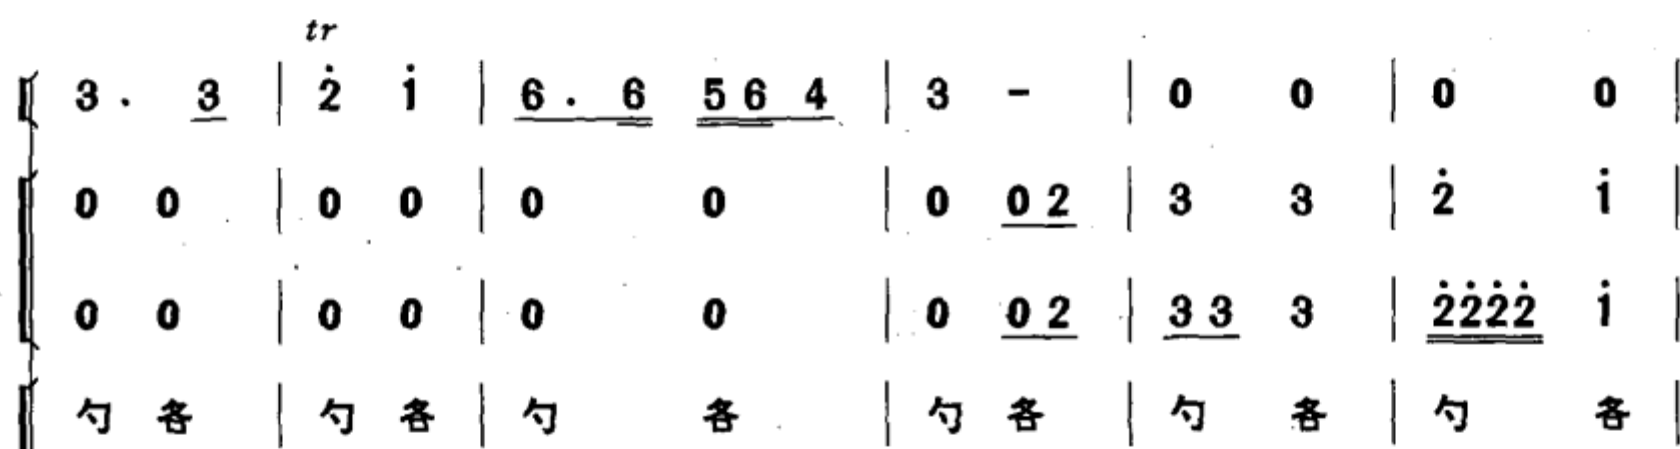 tr
3 . 3 | 2̇ 1̇ | 6 . 6 5 6 4 | 3 - | 0 0 | 0 0 |
0 0 | 0 0 | 0 0 | 0 0 2 | 3 3 | 2̇ 1̇ |
0 0 | 0 0 | 0 0 | 0 0 2 | 3 3 3 | 2̇ 2̇ 2̇ 2̇ 1̇ |
勺 各 | 勺 各 | 勺 各 | 勺 各 | 勺 各 | 勺 各 |